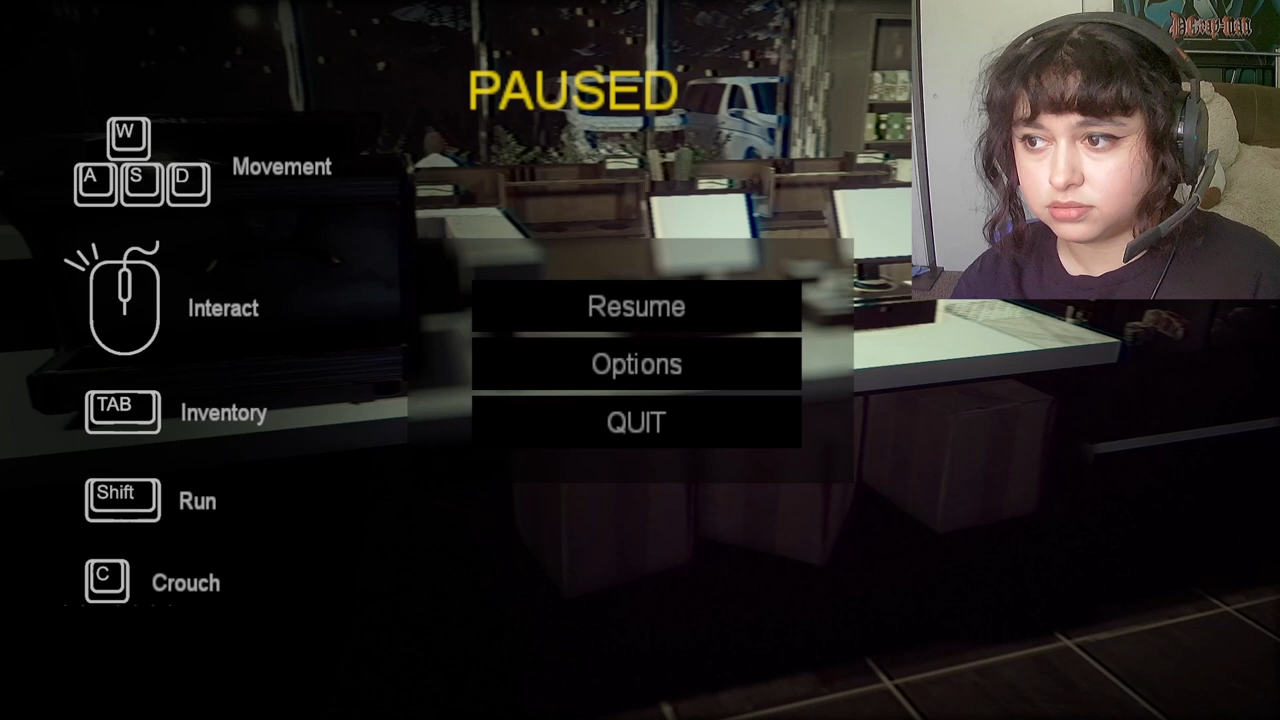 PAUSED
W
A S D
Movement
Interact
TAB
Inventory
Shift
Run
C
Crouch
Resume
Options
QUIT